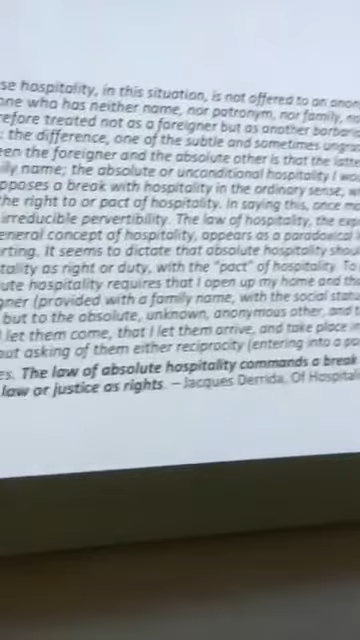 se hospitality, in this situation, is not offered to an anon
one who has neither name, nor patronym, nor family, no
refore treated not as a foreigner but as another barbar
the difference, one of the subtle and sometimes ungra
een the foreigner and the absolute other is that the latte
ily name; the absolute or unconditional hospitality I wou
pposes a break with hospitality in the ordinary sense, w
the right to or pact of hospitality. In saying this, once mo
irreducible pervertibility. The law of hospitality, the exp
eneral concept of hospitality, appears as a paradoxical
rting. It seems to dictate that absolute hospitality shou
tality as right or duty, with the "pact" of hospitality. To
ute hospitality requires that I open up my home and th
gner (provided with a family name, with the social stat
but to the absolute, unknown, anonymous other, and t
let them come, that I let them arrive, and take place
out asking of them either reciprocity (entering into a pa
es. The law of absolute hospitality commands a break
law or justice as rights. – Jacques Derrida, Of Hospitali